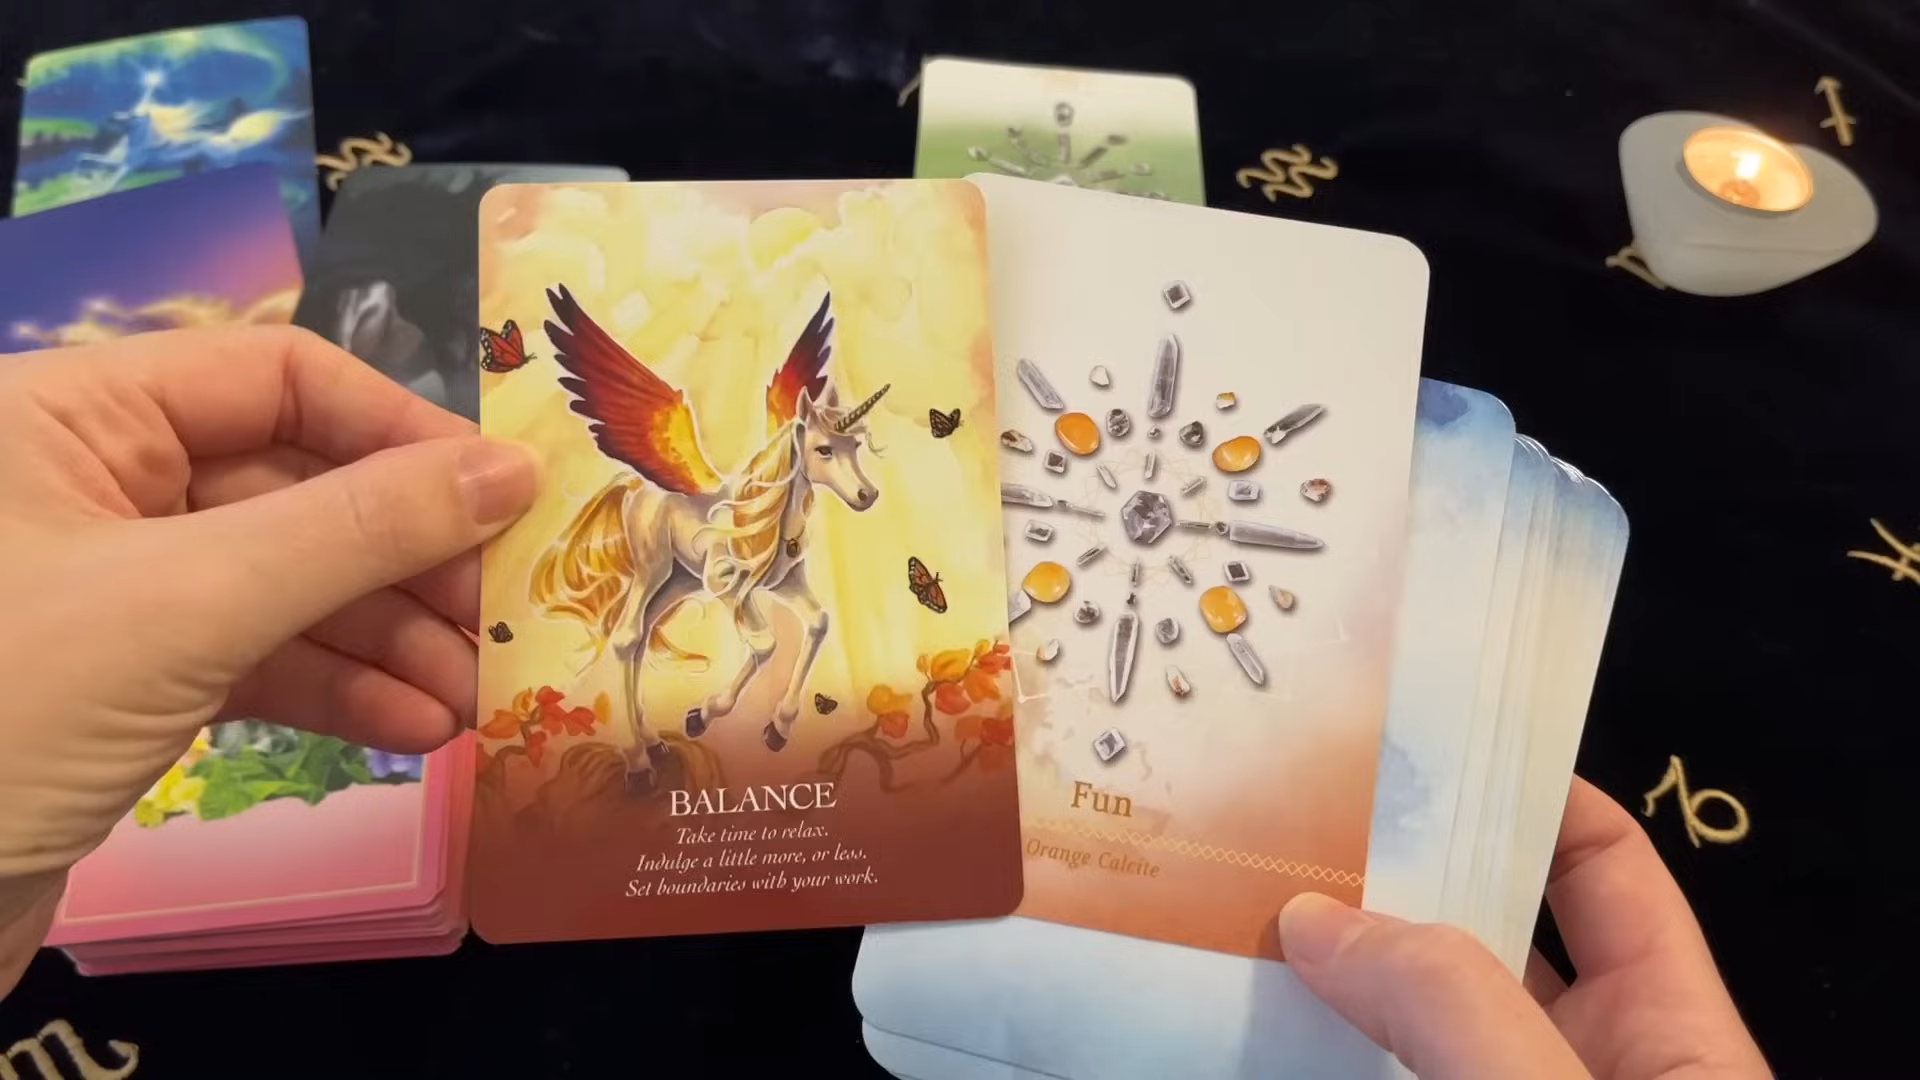 BALANCE
Take time to relax.
Indulge a little more, or less.
Set boundaries with your work.
Fun
Orange Calcite